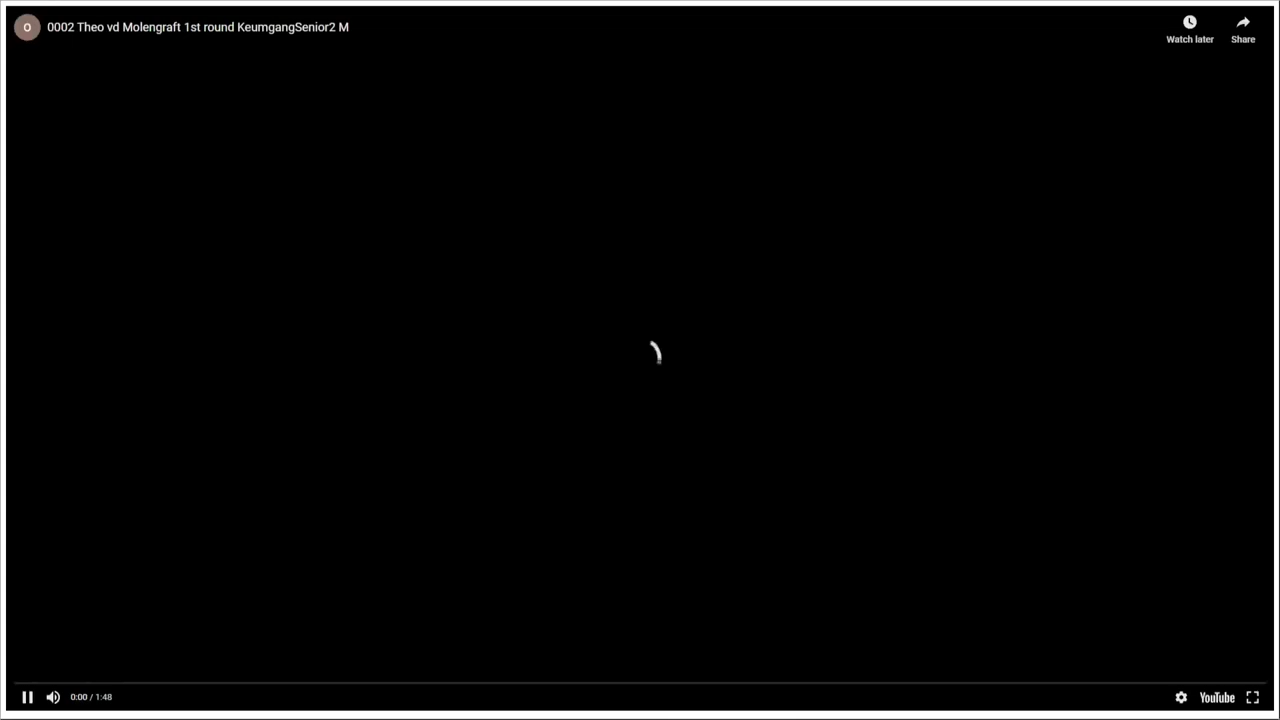 O
0002 Theo vd Molengraft 1st round KeumgangSenior2 M
Watch later
Share
0:00 / 1:48
YouTube